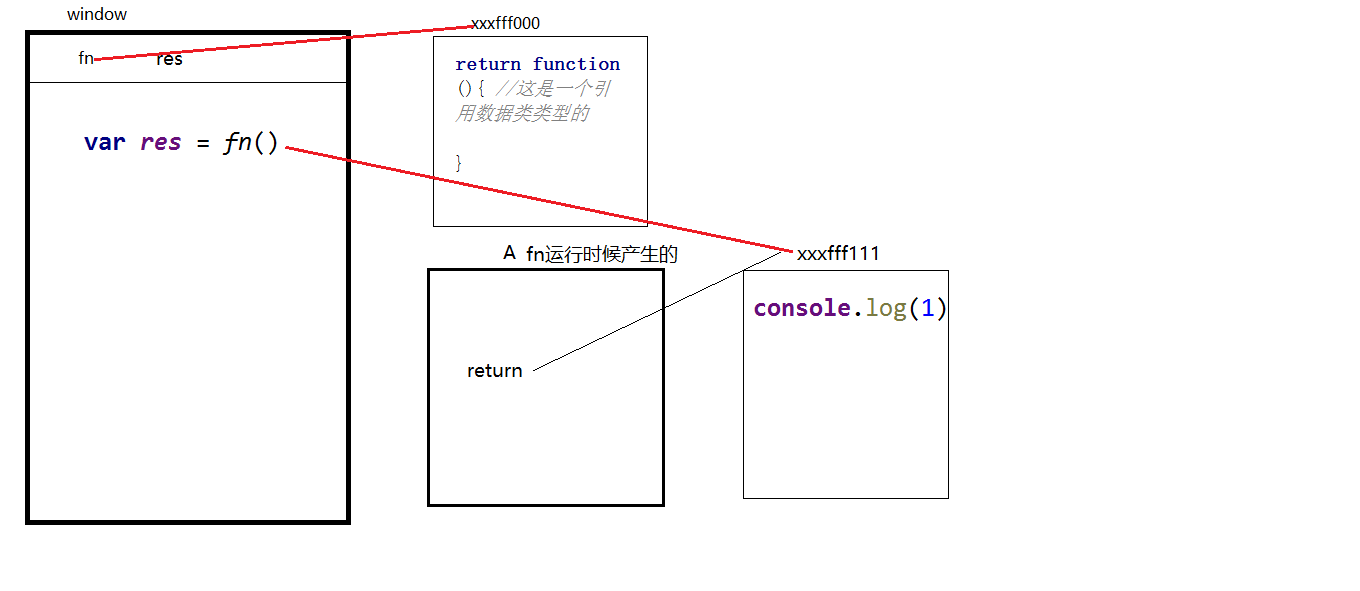 window
fn res
var res = fn()
xxxfff000
return function
(){ //这是一个引
用数据类类型的
}
A fn运行时候产生的
return
xxxfff111
console.log(1)